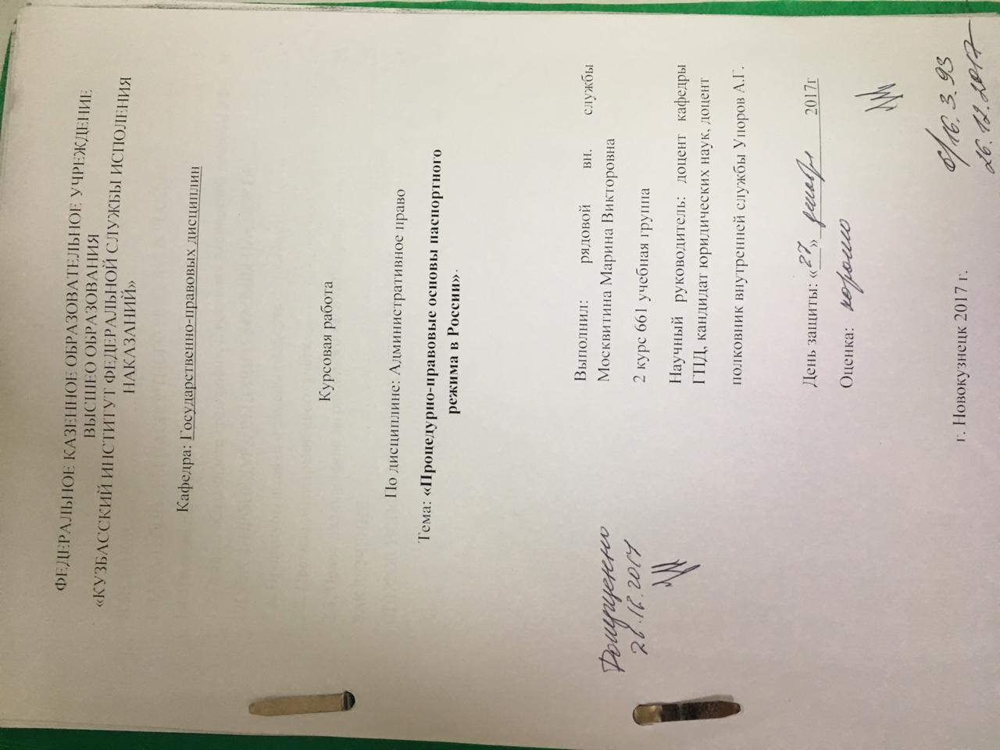 ФЕДЕРАЛЬНОЕ КАЗЕННОЕ ОБРАЗОВАТЕЛЬНОЕ УЧРЕЖДЕНИЕ
ВЫСШЕО ОБРАЗОВАНИЯ
«КУЗБАССКИЙ ИНСТИТУТ ФЕДЕРАЛЬНОЙ СЛУЖБЫ ИСПОЛЕНИЯ
НАКАЗАНИЙ»
Кафедра: Государственно-правовых дисциплин
Курсовая работа
По дисциплине: Административное право
Тема: «Процедурно-правовые основы паспортного
режима в России».
Выполнил: рядовой вн. службы
Москвитина Марина Викторовна
2 курс 661 учебная группа
Научный руководитель: доцент кафедры
ГПД, кандидат юридических наук, доцент
полковник внутренней службы Упоров А.Г.
Допущенно
26.12.2017
День защиты: «27» декабря 2017г
Оценка: хорошо
16.3.93
26.12.2017
г. Новокузнецк 2017 г.